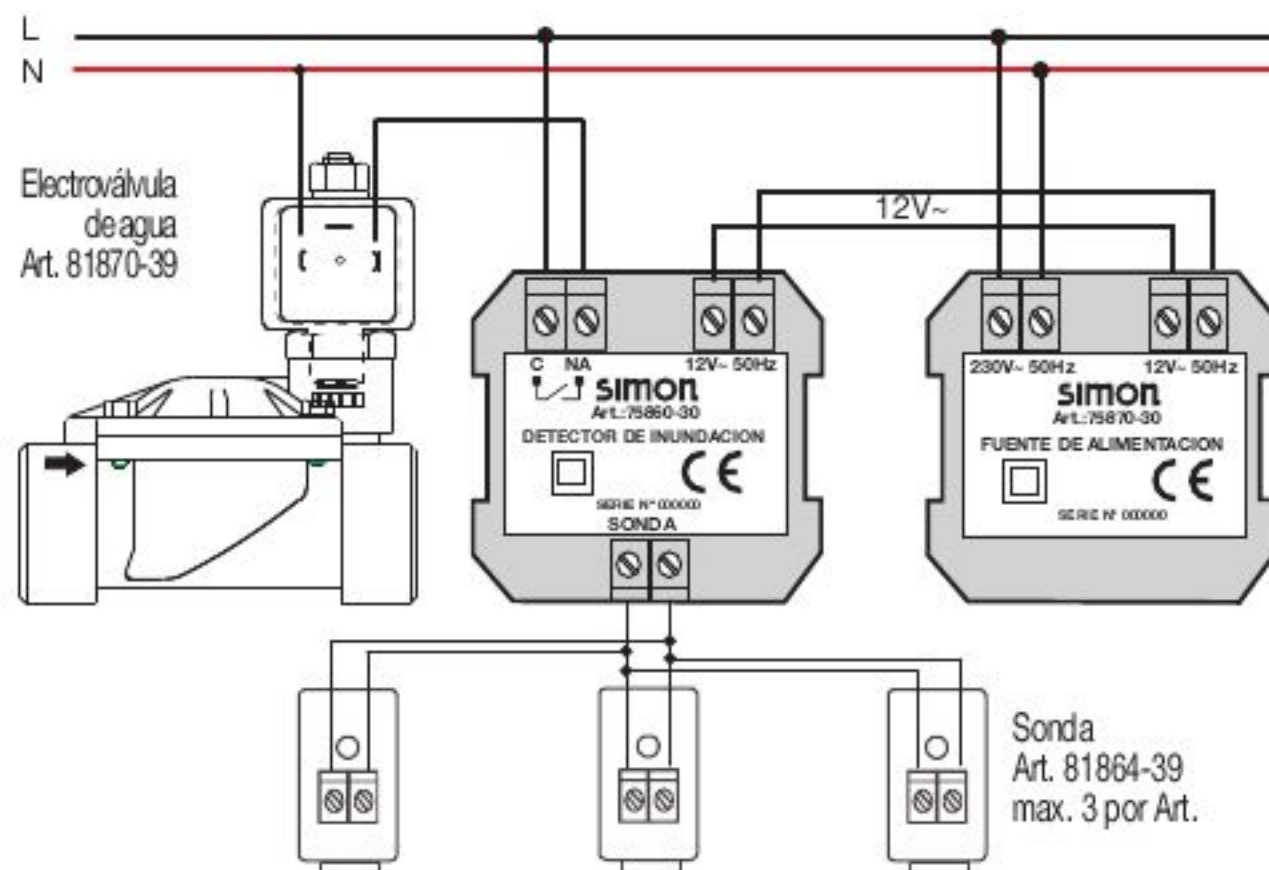 L
N
Electroválvula
de agua
Art. 81870-39
12V~
C NA
12V~ 50Hz
simon
Art.:75860-30
DETECTOR DE INUNDACION
CE
SERIE Nº 000000
SONDA
230V~ 50Hz
12V~ 50Hz
simon
Art.:75870-30
FUENTE DE ALIMENTACION
CE
SERIE Nº 000000
Sonda
Art. 81864-39
max. 3 por Art.